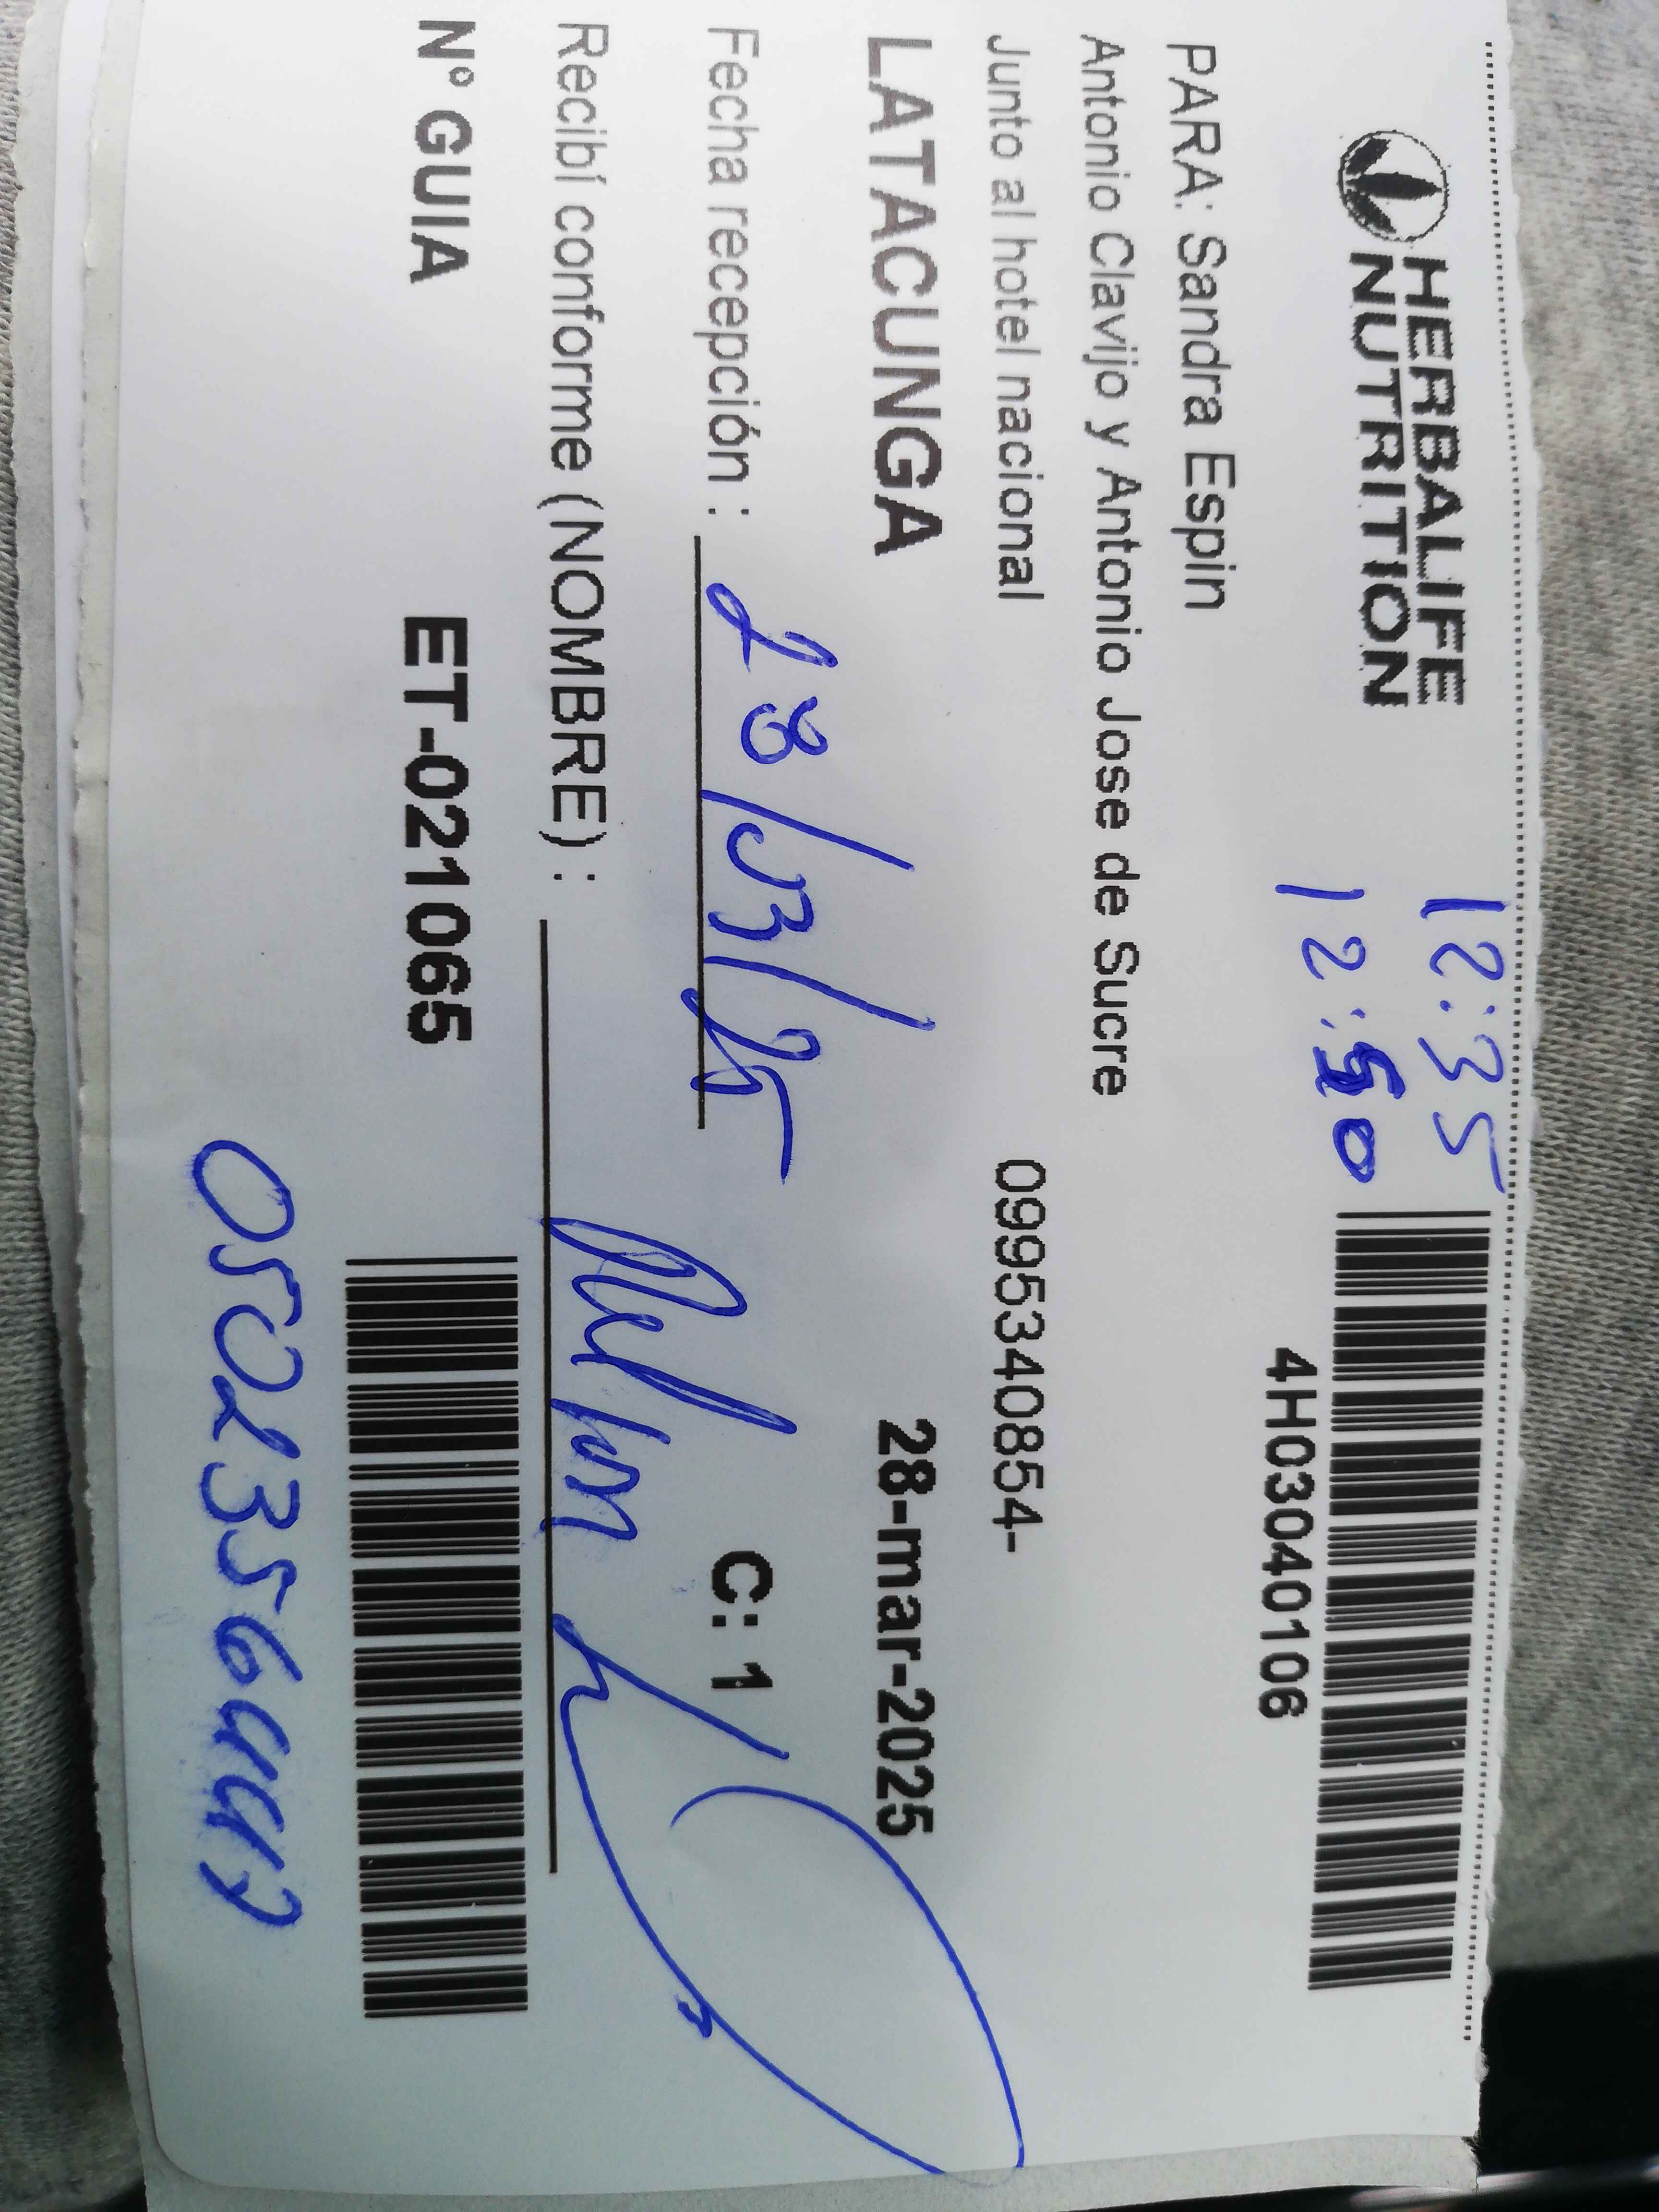 HERBALIFE
NUTRITION
12:35
12:50
4H03040106
PARA: Sandra Espin
Antonio Clavijo y Antonio Jose de Sucre
Junto al hotel nacional 0995340854-
LATACUNGA 28-mar-2025
Fecha recepción : 28/03/25 C: 1
Recibí conforme (NOMBRE) :
Nº GUIA ET-021065